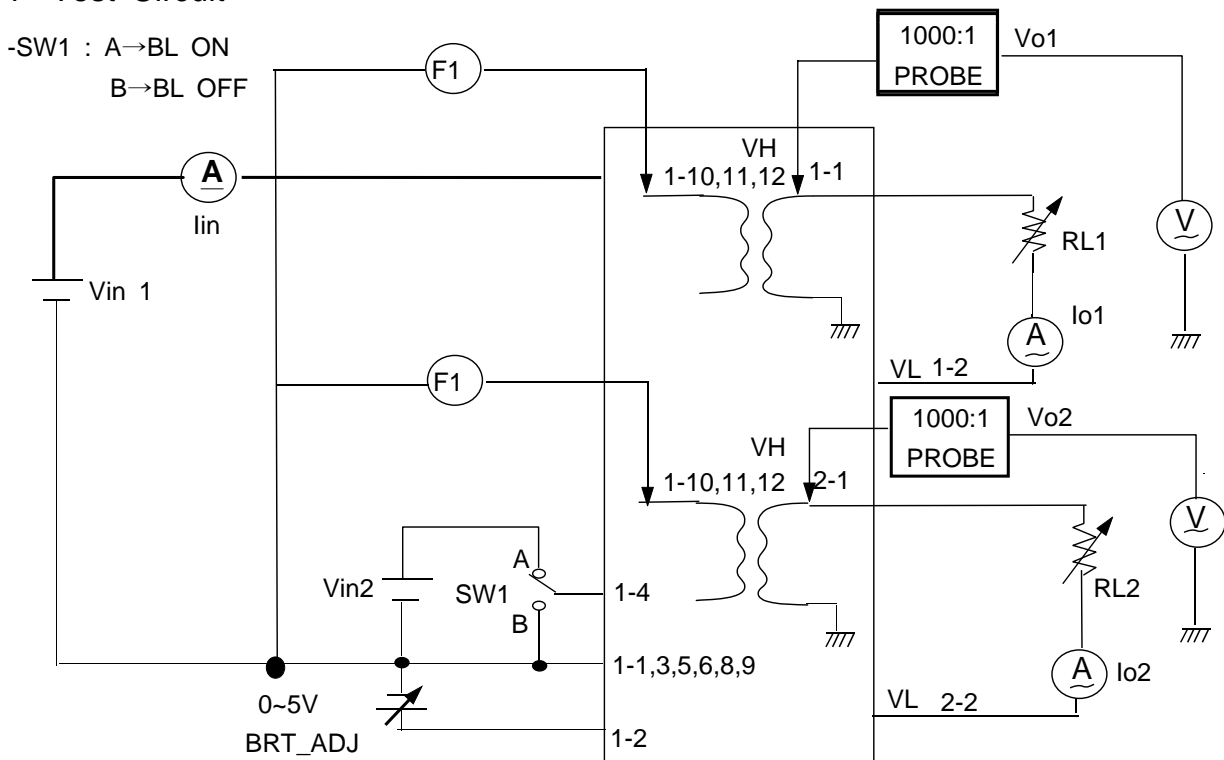 -SW1 : A→BL ON
B→BL OFF
F1
1000:1
PROBE
Vo1
A
Iin
VH
1-10,11,12
1-1
V
RL1
Vin 1
Io1
A
VL 1-2
F1
1000:1
PROBE
Vo2
VH
1-10,11,12
2-1
V
A
Vin2
SW1
B
1-4
RL2
1-1,3,5,6,8,9
A
Io2
0~5V
BRT_ADJ
1-2
VL 2-2